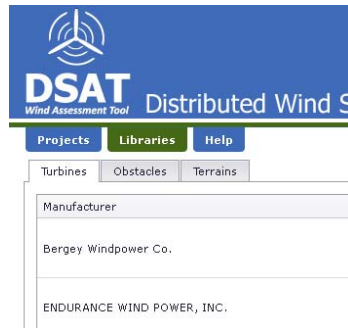 DSAT
Wind Assessment Tool
Distributed Wind S
Projects Libraries Help
Turbines Obstacles Terrains
Manufacturer
Bergey Windpower Co.
ENDURANCE WIND POWER, INC.